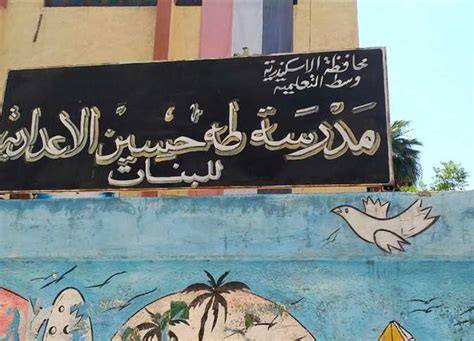 محافظة الاسكندرية
وسط التعليمية
مدرسة طه حسين الاعدادية
للبنات